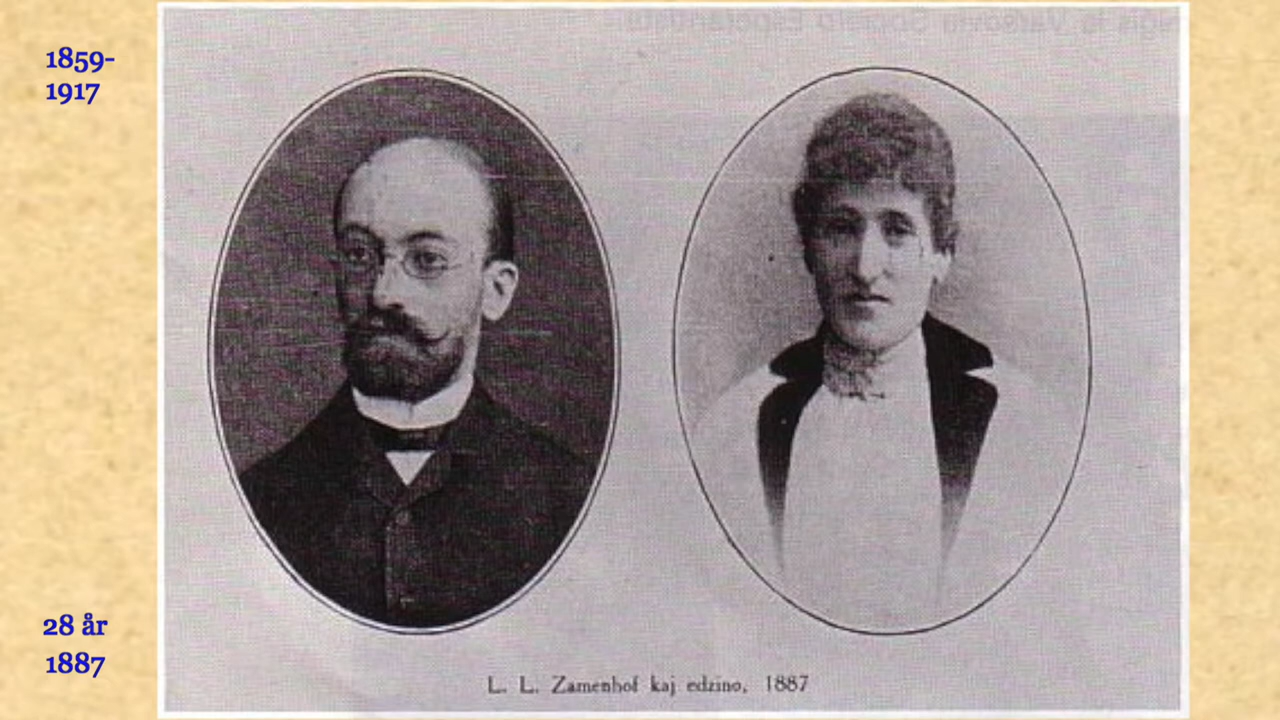 1859-
1917
28 år
1887
L. L. Zamenhof kaj edzino, 1887